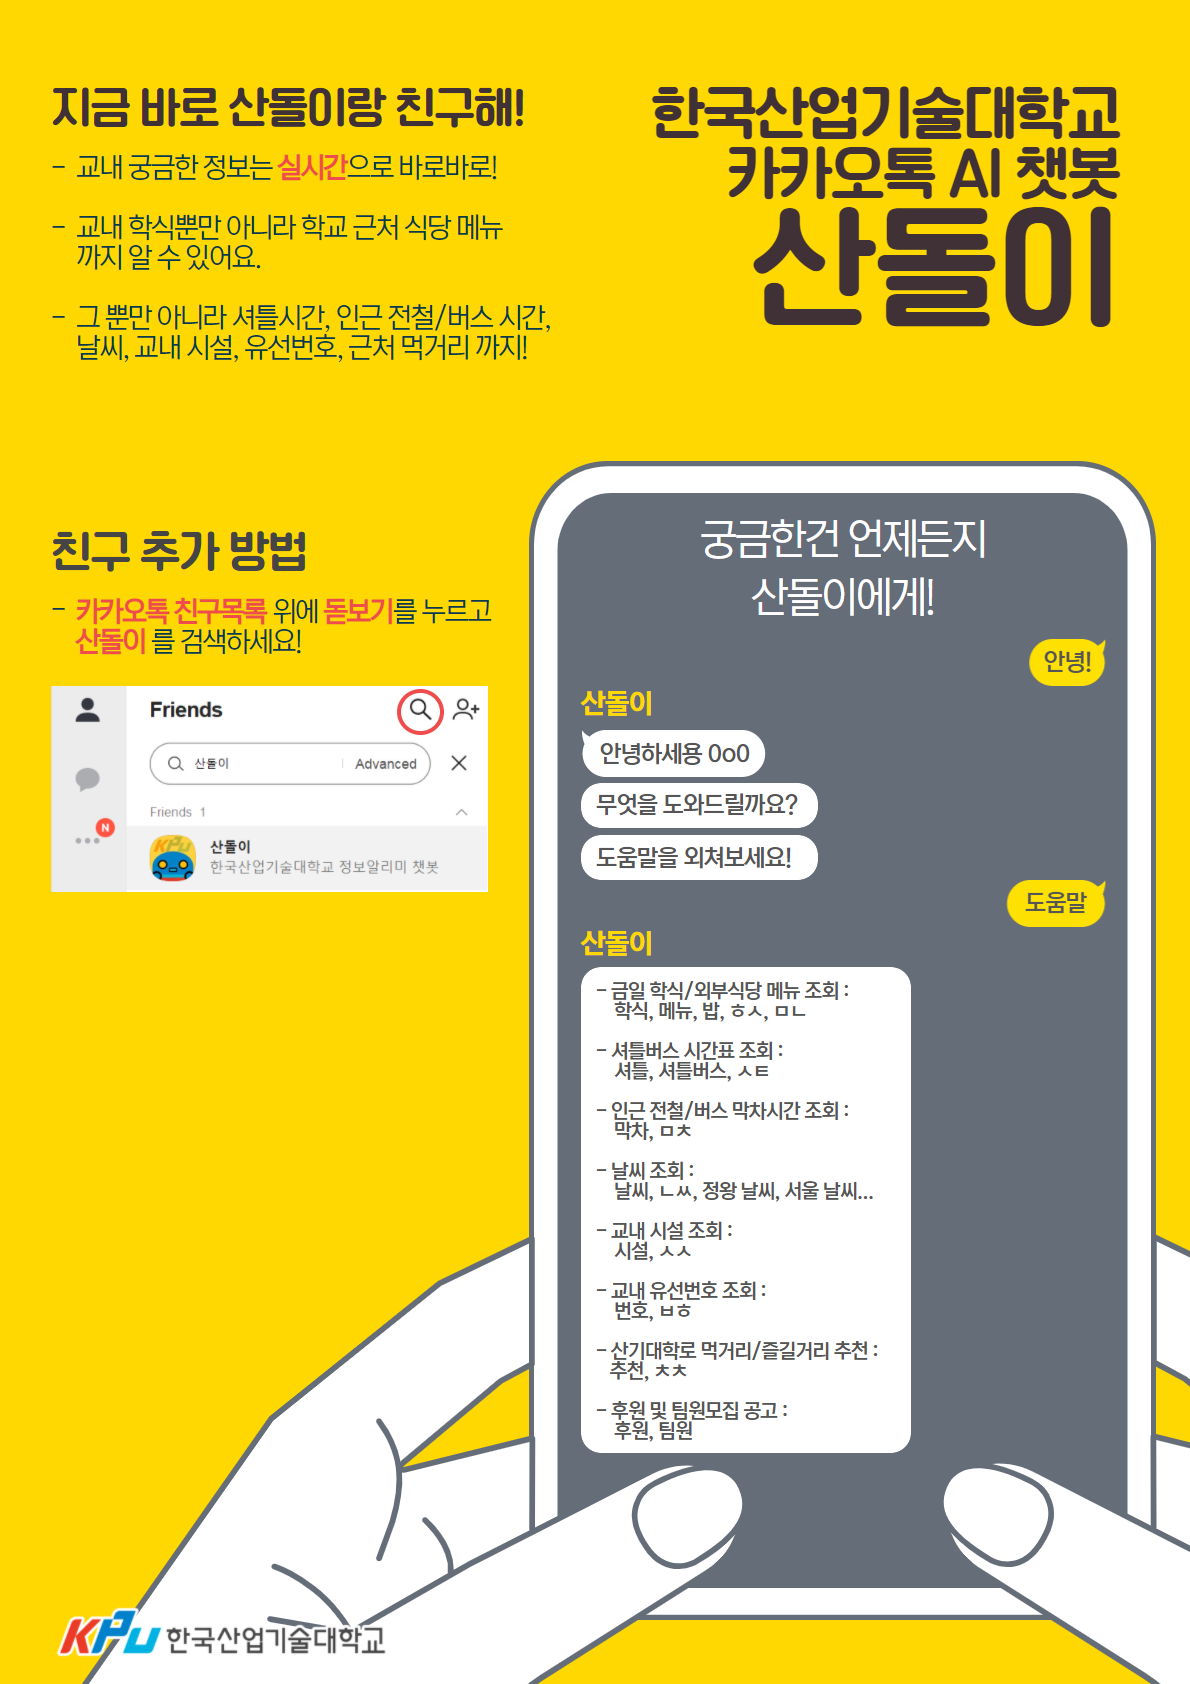 한국산업기술대학교
카카오톡 AI 챗봇
산돌이
지금 바로 산돌이랑 친구해!
- 교내 궁금한 정보는 실시간으로 바로바로!
- 교내 학식뿐만 아니라 학교 근처 식당 메뉴
까지 알 수 있어요.
- 그 뿐만 아니라 셔틀시간, 인근 전철/버스 시간,
날씨, 교내 시설, 유선번호, 근처 먹거리 까지!
친구 추가 방법
- 카카오톡 친구목록 위에 돋보기를 누르고
산돌이 를 검색하세요!
Friends
산돌이 Advanced
Friends 1
N
KPU
산돌이
한국산업기술대학교 정보알리미 챗봇
궁금한건 언제든지
산돌이에게!
안녕!
산돌이
안녕하세용 0o0
무엇을 도와드릴까요?
도움말을 외쳐보세요!
도움말
산돌이
- 금일 학식/외부식당 메뉴 조회 :
학식, 메뉴, 밥, ㅎㅅ, ㅁㄴ
- 셔틀버스 시간표 조회 :
셔틀, 셔틀버스, ㅅㅌ
- 인근 전철/버스 막차시간 조회 :
막차, ㅁㅊ
- 날씨 조회 :
날씨, ㄴㅆ, 정왕 날씨, 서울 날씨...
- 교내 시설 조회 :
시설, ㅅㅅ
- 교내 유선번호 조회 :
번호, ㅂㅎ
- 산기대학로 먹거리/즐길거리 추천 :
추천, ㅊㅊ
- 후원 및 팀원모집 공고 :
후원, 팀원
KPU 한국산업기술대학교